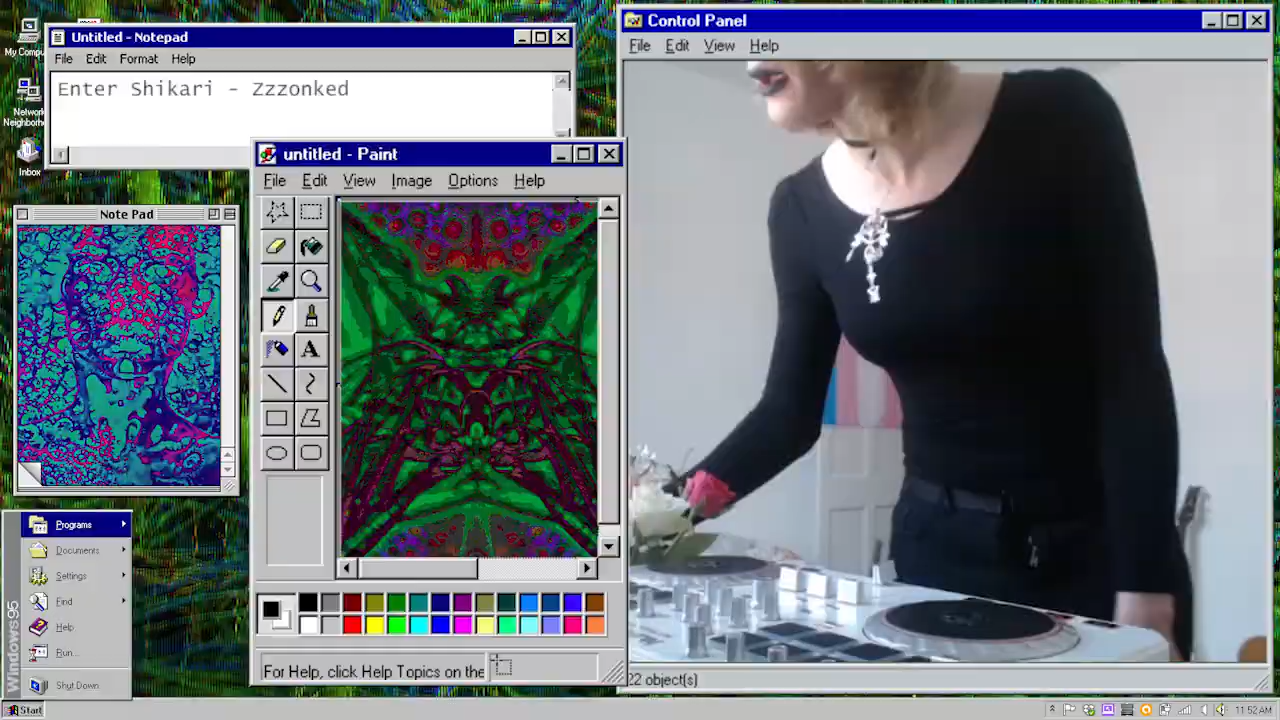 My Compu
Network
Neighborho
Inbox
Untitled - Notepad
File Edit Format Help
Enter Shikari - Zzzonked
untitled - Paint
File Edit View Image Options Help
A
For Help, click Help Topics on the
Note Pad
Windows95
Programs
Documents
Settings
Find
Help
Run...
Shut Down
Start
Control Panel
File Edit View Help
22 object(s)
11:52 AM